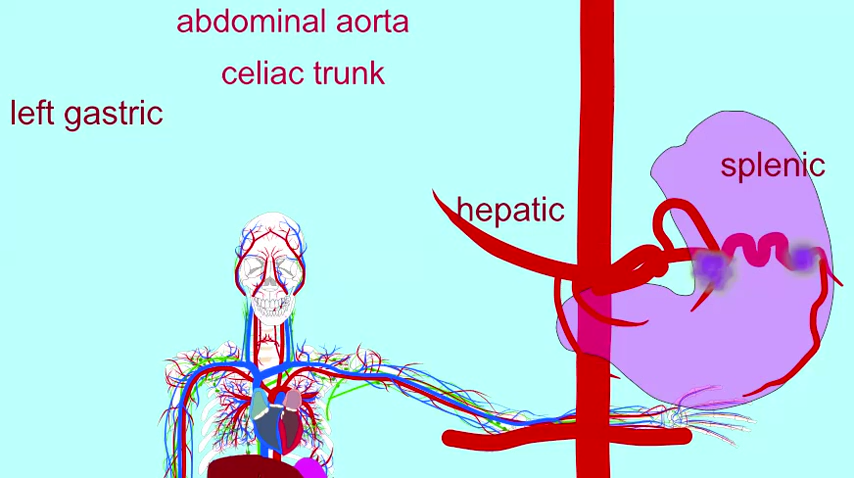 abdominal aorta
celiac trunk
left gastric
splenic
hepatic